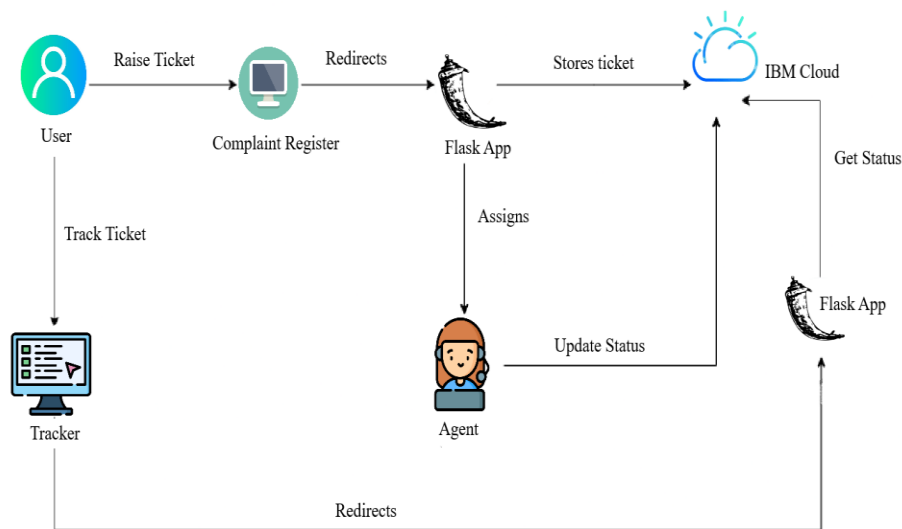 Raise Ticket
Redirects
Stores ticket
IBM Cloud
User
Complaint Register
Flask App
Get Status
Assigns
Track Ticket
Flask App
Update Status
Tracker
Agent
Redirects